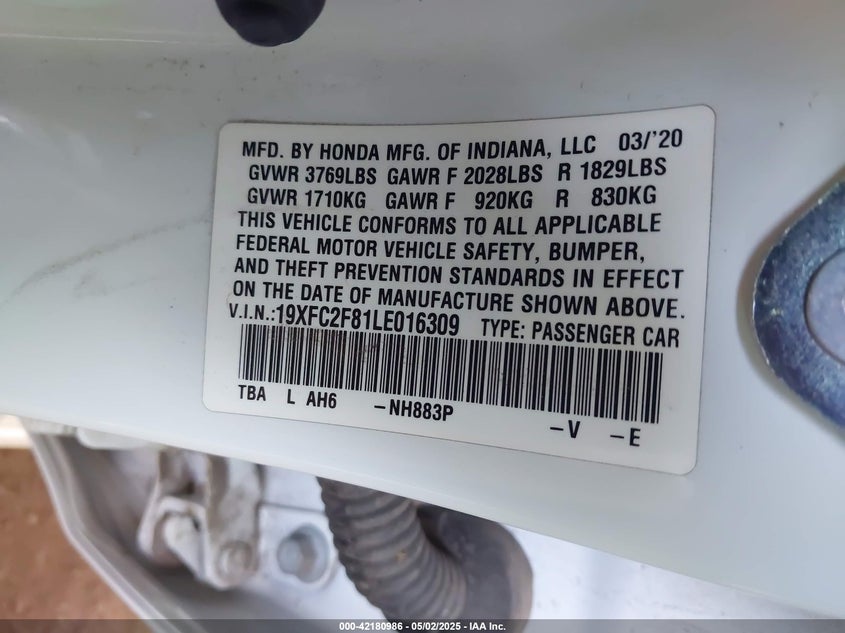 MFD. BY HONDA MFG. OF INDIANA, LLC 03/'20
GVWR 3769LBS GAWR F 2028LBS R 1829LBS
GVWR 1710KG GAWR F 920KG R 830KG
THIS VEHICLE CONFORMS TO ALL APPLICABLE
FEDERAL MOTOR VEHICLE SAFETY, BUMPER,
AND THEFT PREVENTION STANDARDS IN EFFECT
ON THE DATE OF MANUFACTURE SHOWN ABOVE.
V.I.N.:19XFC2F81LE016309 TYPE: PASSENGER CAR
TBA L AH6 -NH883P -V -E
000-42180986 - 05/02/2025 - IAA Inc.